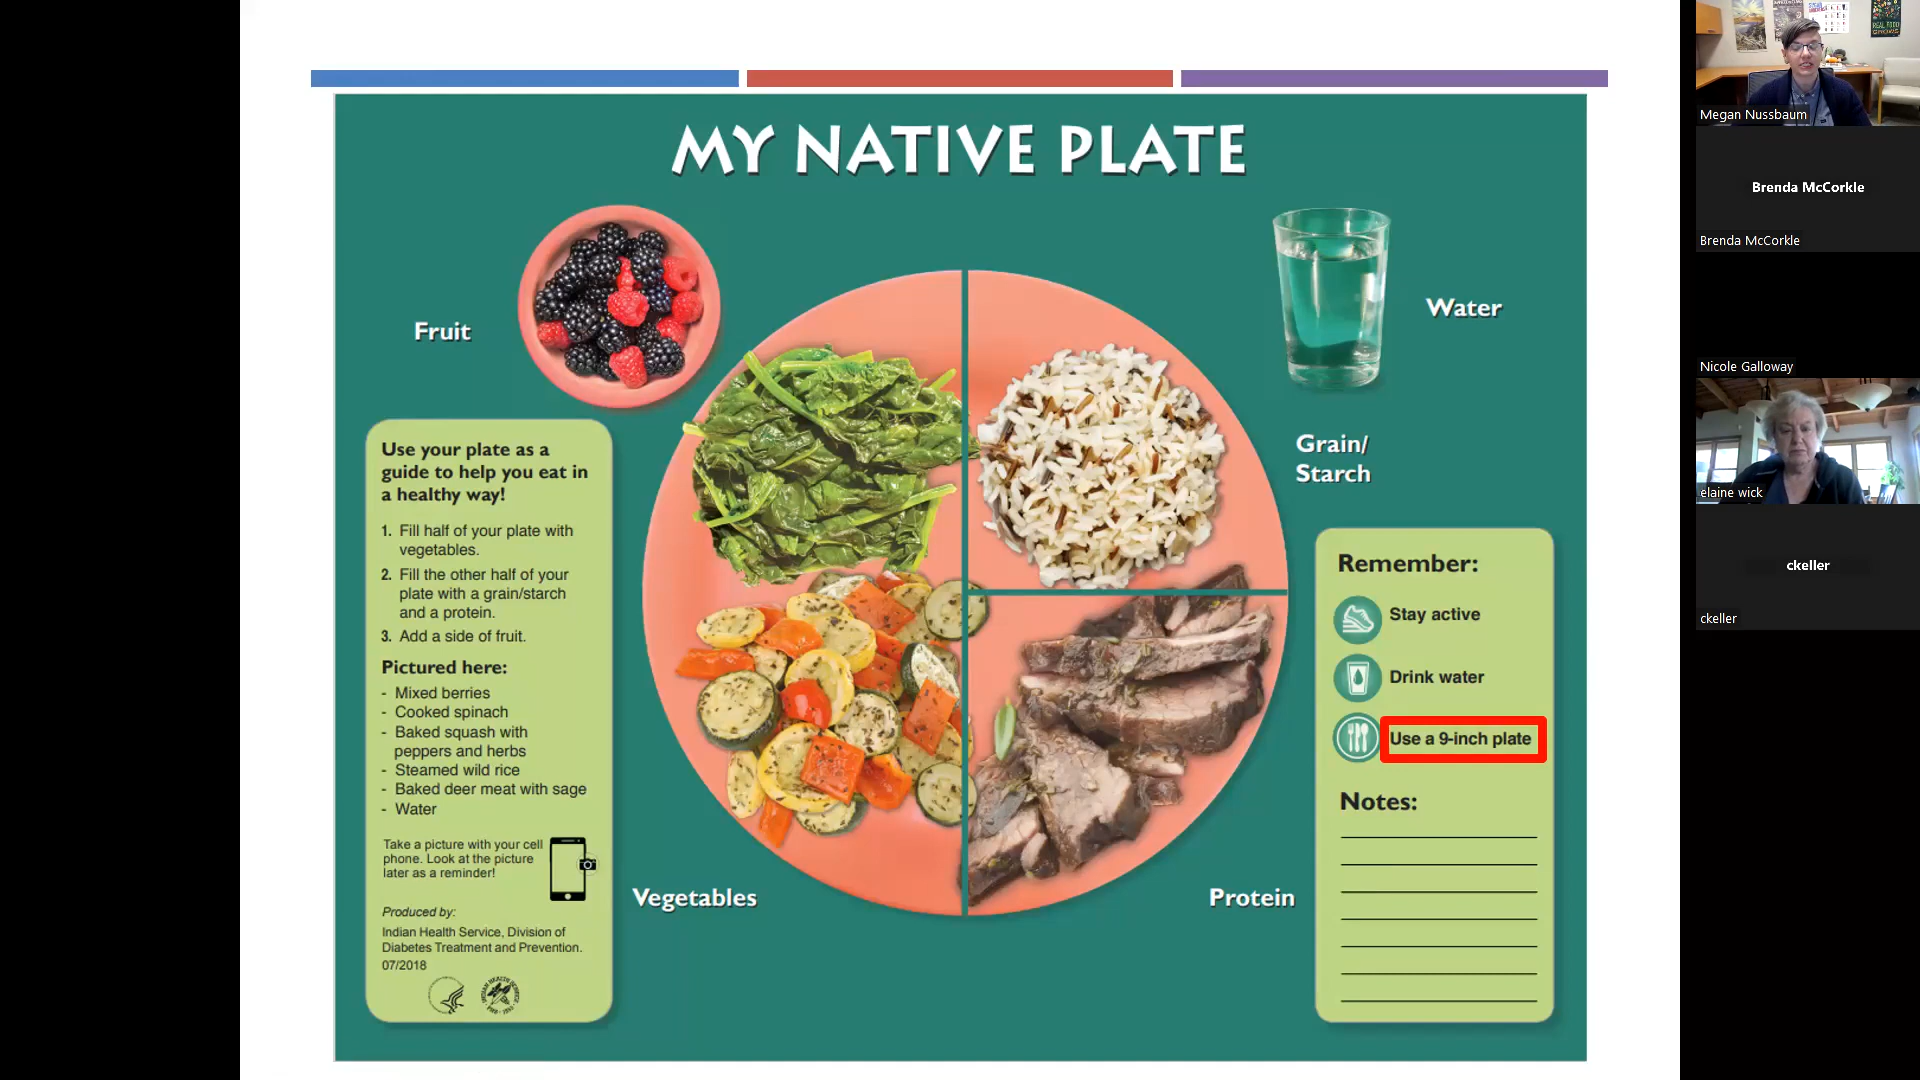 MY NATIVE PLATE
Fruit
Water
Grain/
Starch
Vegetables
Protein
Use your plate as a
guide to help you eat in
a healthy way!
1. Fill half of your plate with
vegetables.
2. Fill the other half of your
plate with a grain/starch
and a protein.
3. Add a side of fruit.
Pictured here:
- Mixed berries
- Cooked spinach
- Baked squash with
peppers and herbs
- Steamed wild rice
- Baked deer meat with sage
- Water
Take a picture with your cell
phone. Look at the picture
later as a reminder!
Produced by:
Indian Health Service, Division of
Diabetes Treatment and Prevention.
07/2018
Remember:
Stay active
Drink water
Use a 9-inch plate
Notes:
Megan Nussbaum
Brenda McCorkle
Brenda McCorkle
Nicole Galloway
elaine wick
ckeller
ckeller